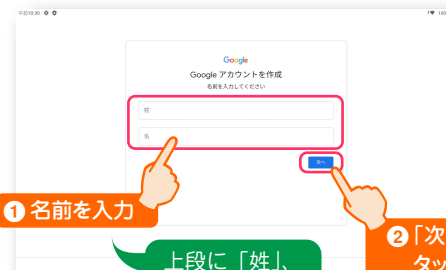 午前10:30
100
Google
Google アカウントを作成
名前を入力してください
姓
名
次へ
① 名前を入力
② 「次
タッ
上段に「姓」、